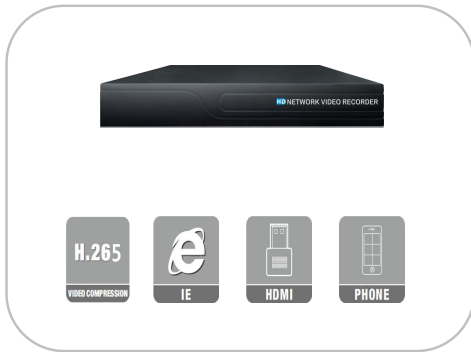 HD NETWORK VIDEO RECORDER
H.265
VIDEO COMPRESSION
IE
HDMI
PHONE